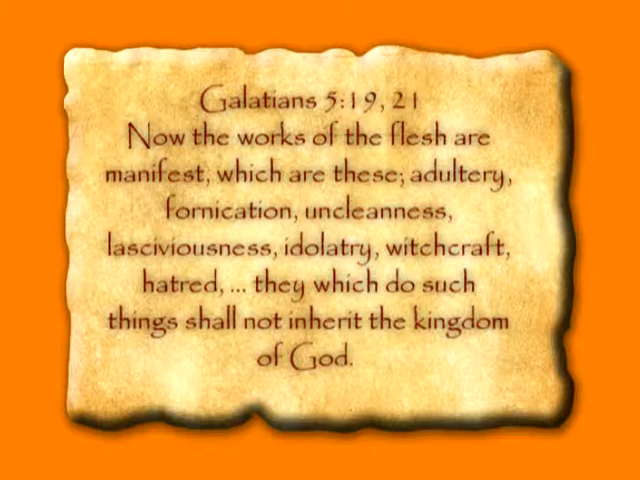 Galatians 5:19, 21
Now the works of the flesh are
manifest, which are these; adultery,
fornication, uncleanness,
lasciviousness, idolatry, witchcraft,
hatred, ... they which do such
things shall not inherit the kingdom
of God.